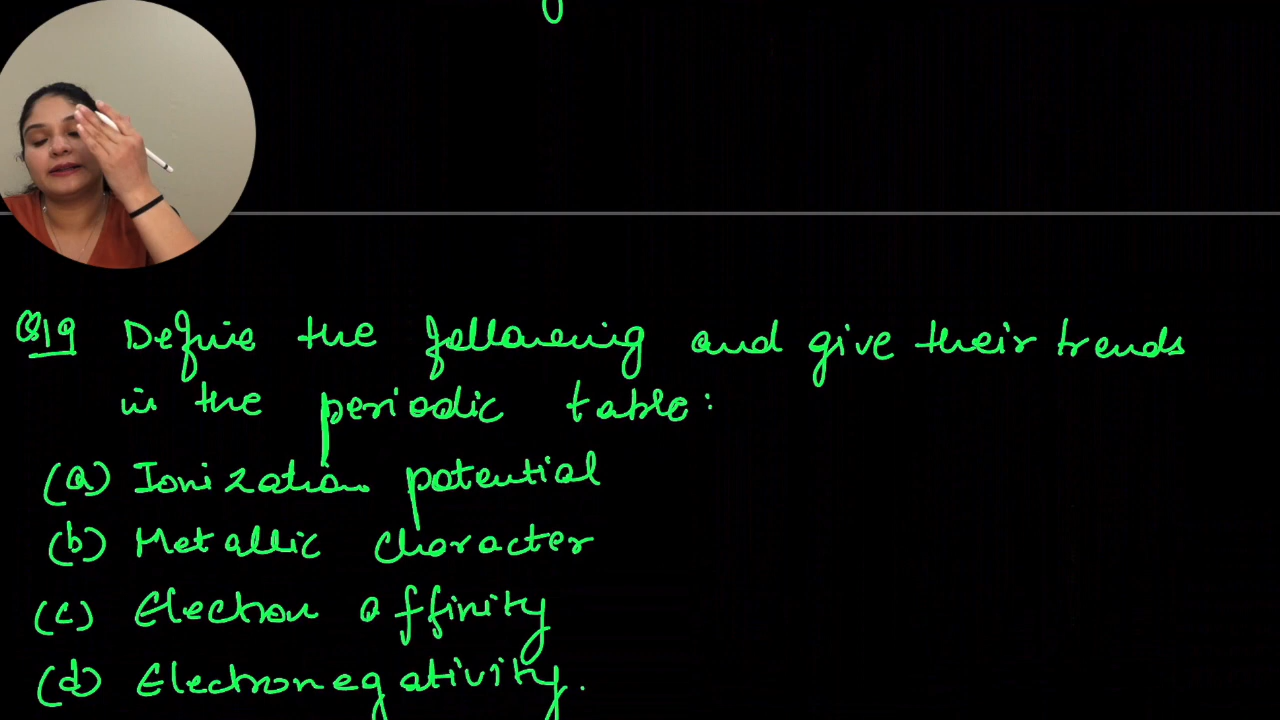 Q19 Define the following and give their trends
in the periodic table:
(a) Ionization potential
(b) Metallic character
(c) Electron affinity
(d) Electronegativity.